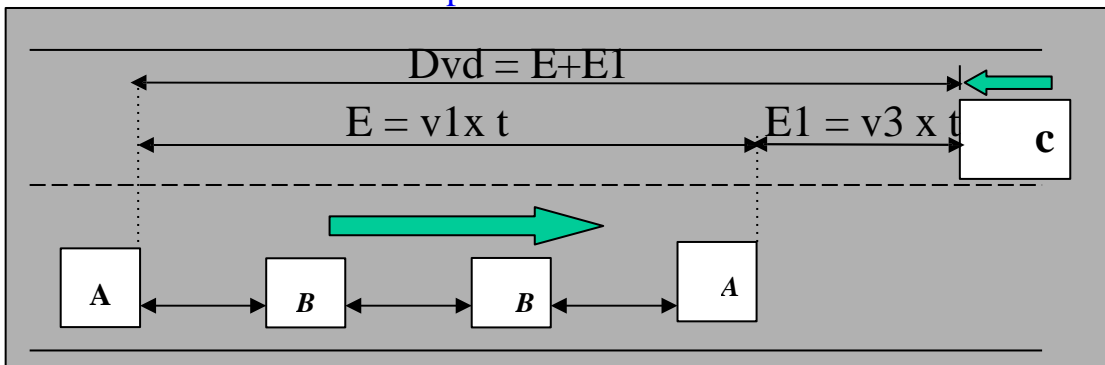 Dvd = E+E1
E = v1x t
E1 = v3 x t
C
A
B
B
A